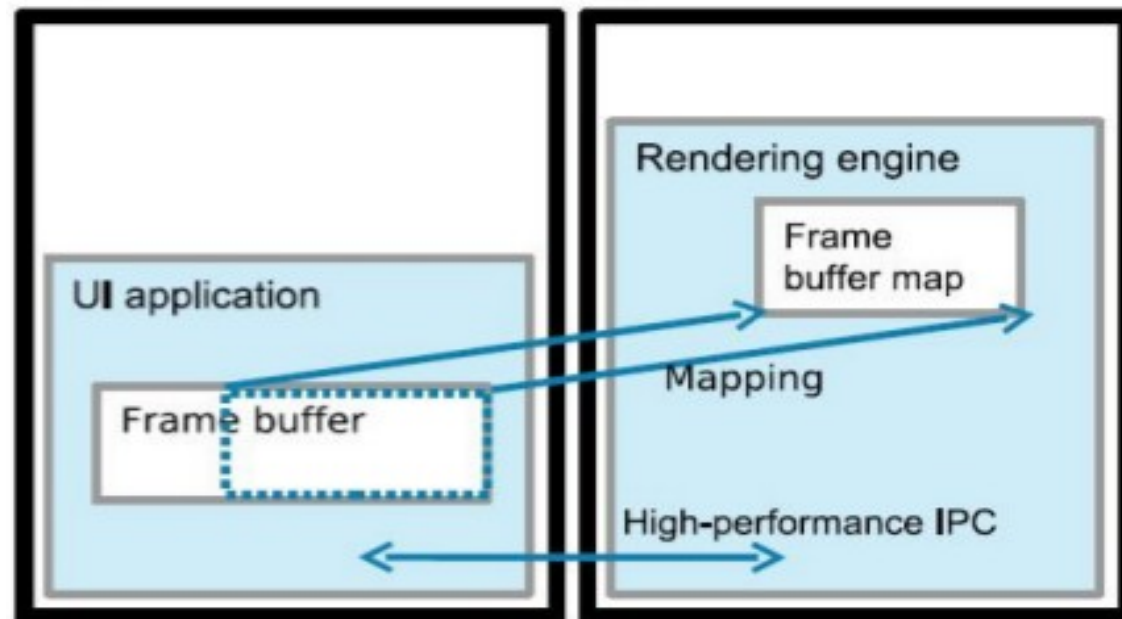 UI application
Frame buffer
Rendering engine
Frame
buffer map
Mapping
High-performance IPC